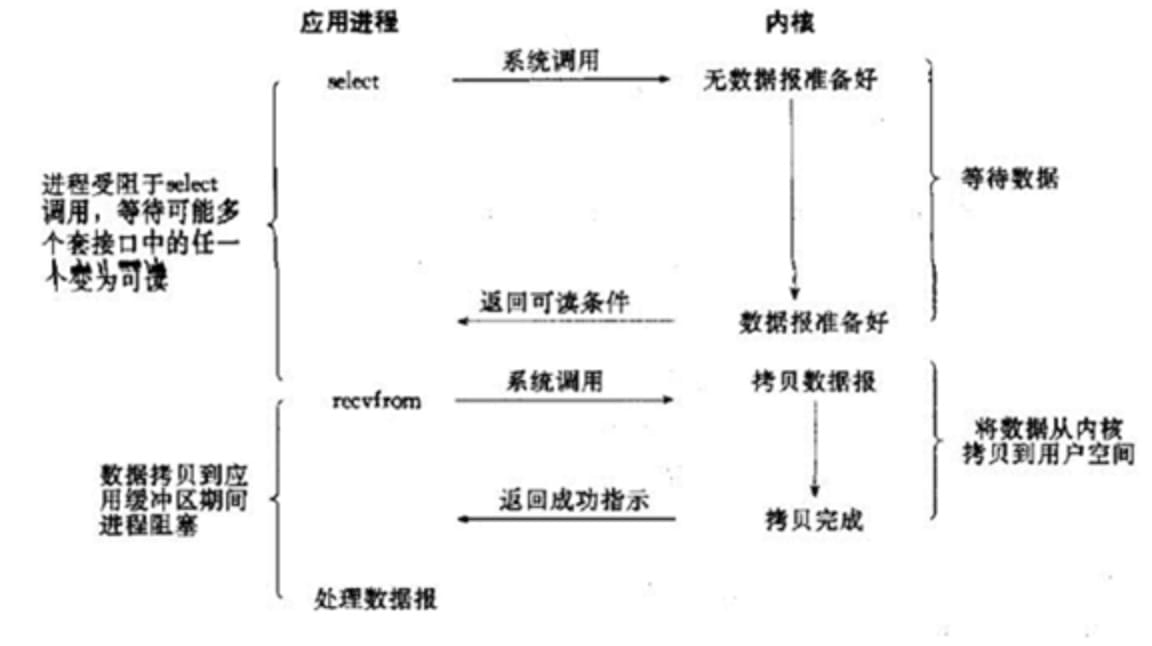 应用进程
内核
select
系统调用
无数据报准备好
进程受阻于select
调用，等待可能多
个套接口中的任一
个变为可读
等待数据
返回可读条件
数据报准备好
recvfrom
系统调用
拷贝数据报
数据拷贝到应
用缓冲区期间
进程阻塞
将数据从内核
拷贝到用户空间
返回成功指示
拷贝完成
处理数据报